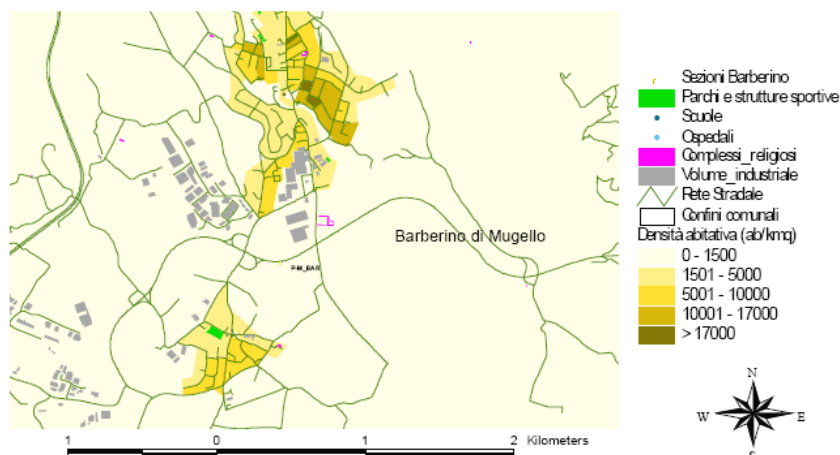 Sezioni Barberino
Parchi e strutture sportive
Scuole
Ospedali
Complessi_religiosi
Volume_industriale
Rete Stradale
Confini comunali
Densità abitativa (ab/kmq)
0 - 1500
1501 - 5000
5001 - 10000
10001 - 17000
> 17000
Barberino di Mugello
N
W
E
S
1
0
1
2
Kilometers